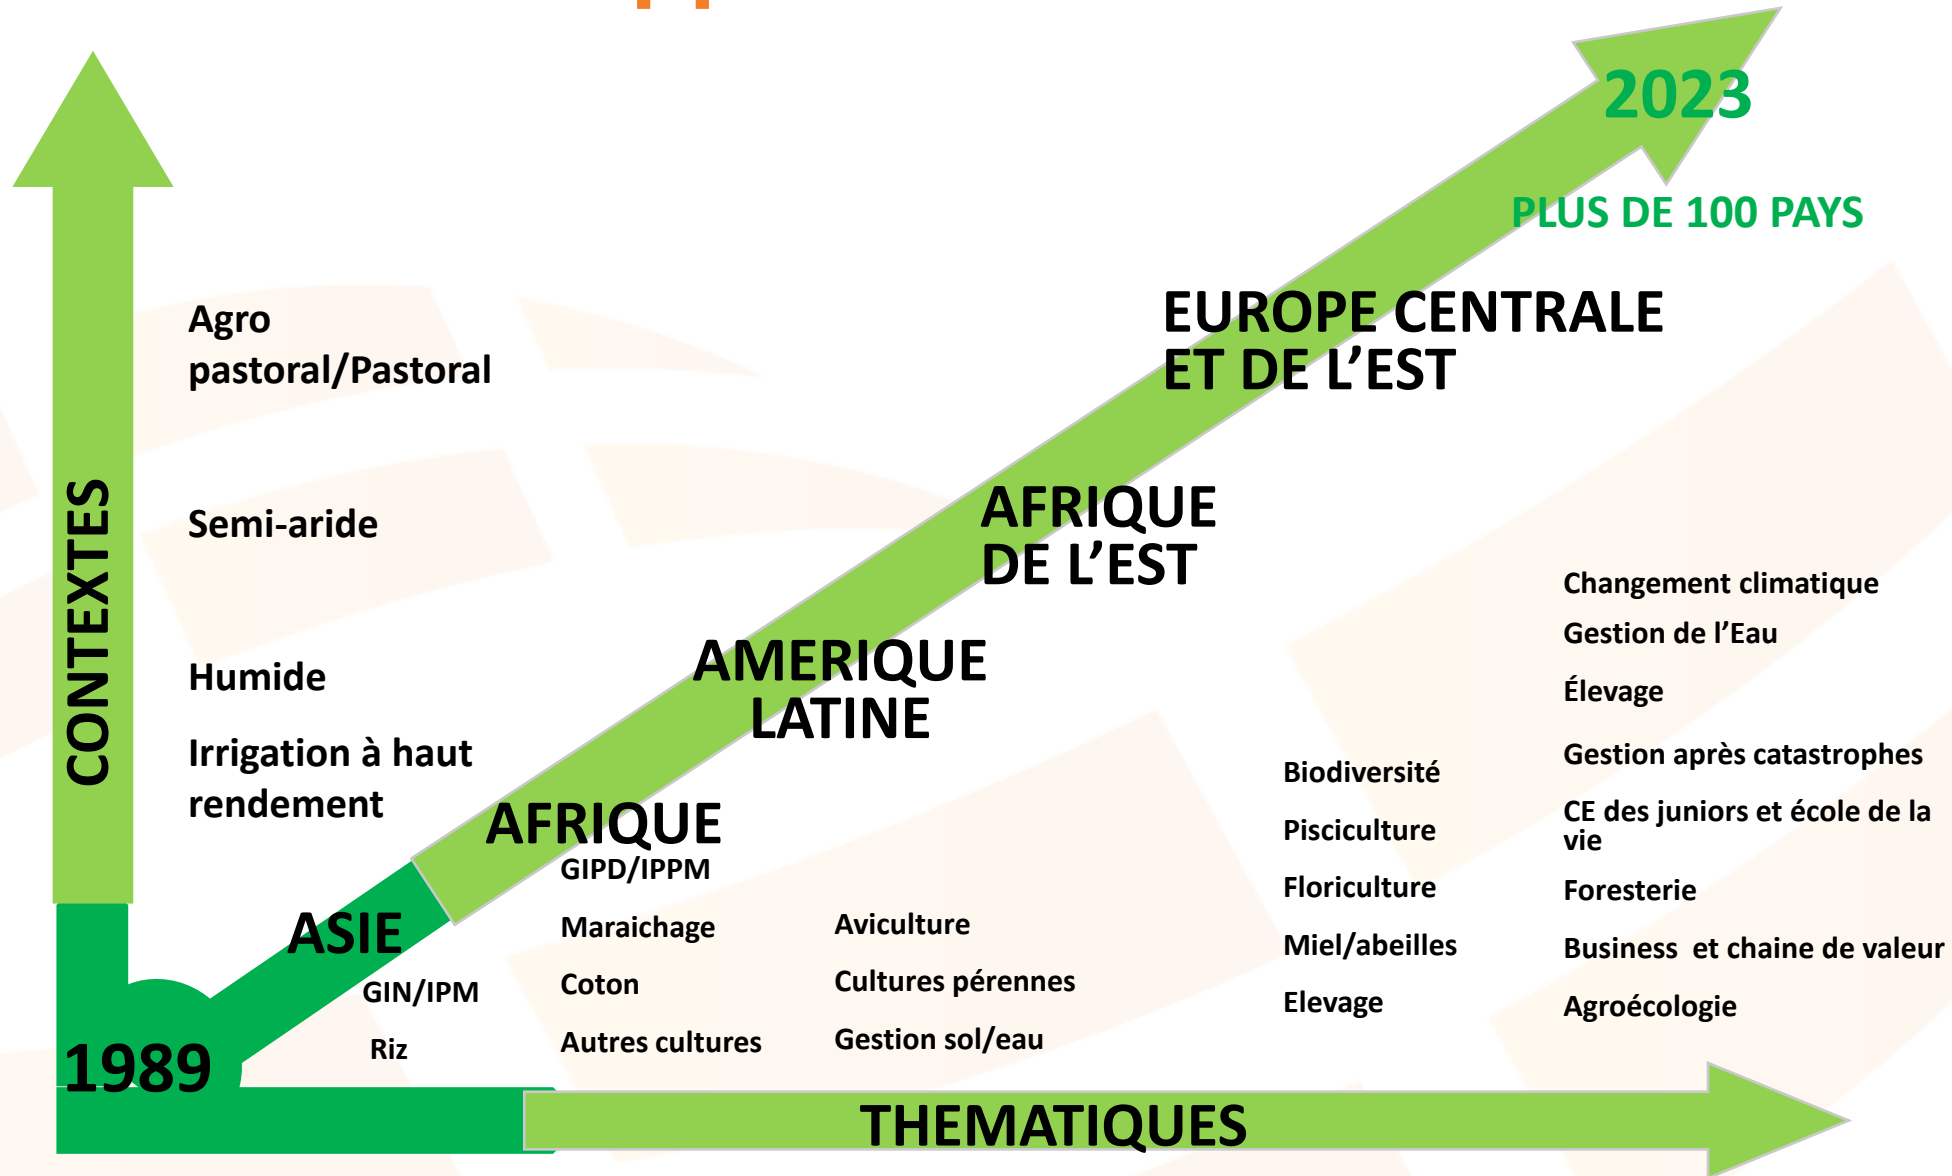 2023
PLUS DE 100 PAYS
EUROPE CENTRALE
ET DE L’EST
AFRIQUE
DE L’EST
AMERIQUE
LATINE
AFRIQUE
ASIE
1989
CONTEXTES
Agro
pastoral/Pastoral
Semi-aride
Humide
Irrigation à haut
rendement
GIN/IPM
Riz
GIPD/IPPM
Maraichage
Coton
Autres cultures
Aviculture
Cultures pérennes
Gestion sol/eau
Biodiversité
Pisciculture
Floriculture
Miel/abeilles
Elevage
Changement climatique
Gestion de l’Eau
Élevage
Gestion après catastrophes
CE des juniors et école de la
vie
Foresterie
Business  et chaine de valeur
Agroécologie
THEMATIQUES